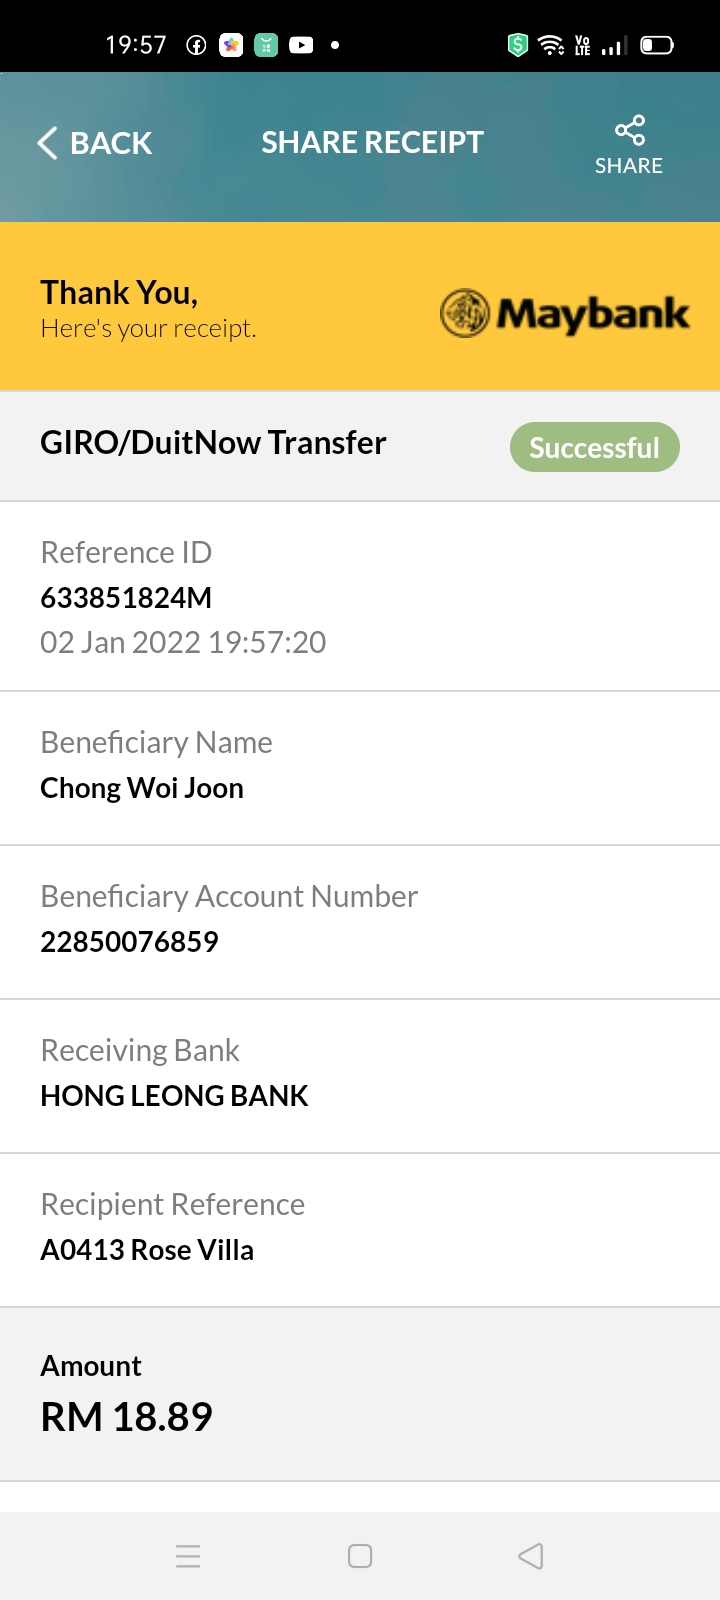 19:57
VO LTE
BACK
SHARE RECEIPT
SHARE
Thank You,
Here's your receipt.
Maybank
GIRO/DuitNow Transfer
Successful
Reference ID
633851824M
02 Jan 2022 19:57:20
Beneficiary Name
Chong Woi Joon
Beneficiary Account Number
22850076859
Receiving Bank
HONG LEONG BANK
Recipient Reference
A0413 Rose Villa
Amount
RM 18.89